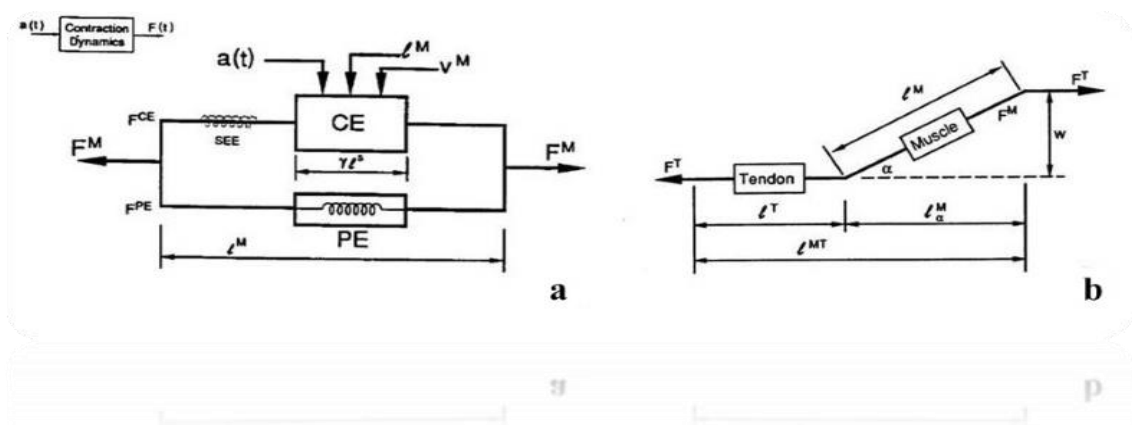 a(t)
Contraction
Dynamics
F(t)
a(t)
ℓᴹ
vᴹ
Fᶜᴱ
SEE
CE
Fᴹ
Fᴹ
γℓˢ
Fᴾᴱ
PE
ℓᴹ
a
ℓᴹ
Fᵀ
Fᴹ
Muscle
w
Fᵀ
Tendon
α
ℓᵀ
ℓᴹα
ℓᴹᵀ
b